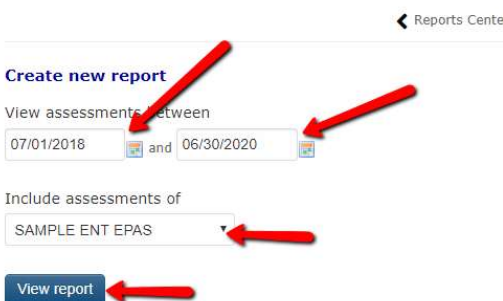 Reports Cente
Create new report
View assessments between
07/01/2018 and 06/30/2020
Include assessments of
SAMPLE ENT EPAS
View report